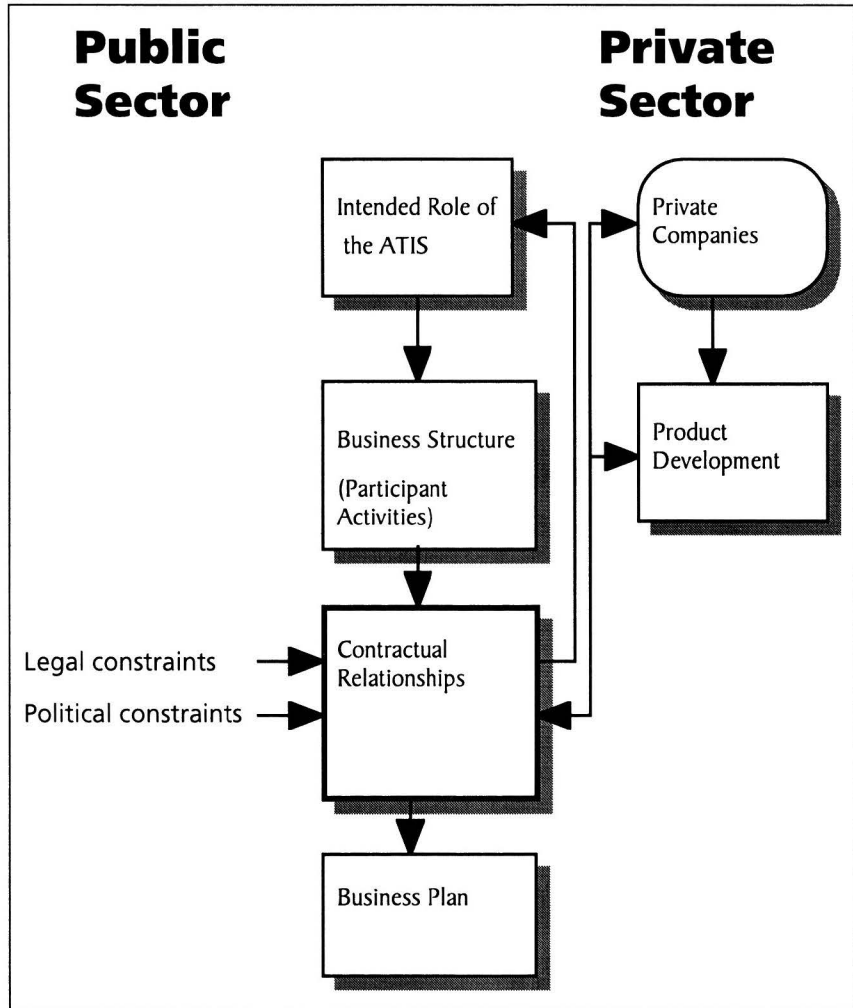 Public
Sector
Private
Sector
Intended Role of
the ATIS
Private
Companies
Business Structure
(Participant
Activities)
Product
Development
Legal constraints
Political constraints
Contractual
Relationships
Business Plan